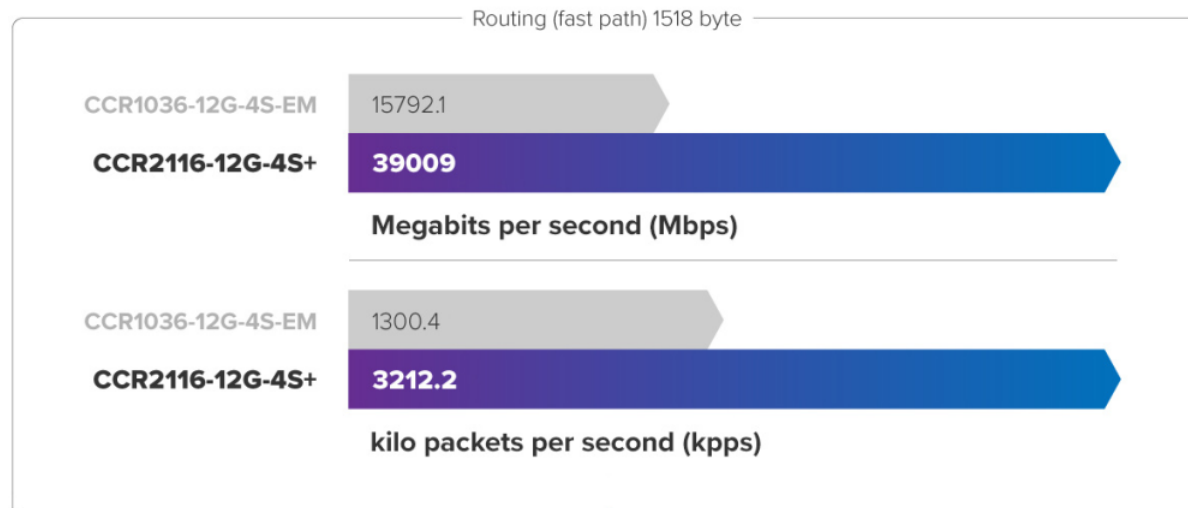 Routing (fast path) 1518 byte
CCR1036-12G-4S-EM 15792.1
CCR2116-12G-4S+ 39009
Megabits per second (Mbps)
CCR1036-12G-4S-EM 1300.4
CCR2116-12G-4S+ 3212.2
kilo packets per second (kpps)